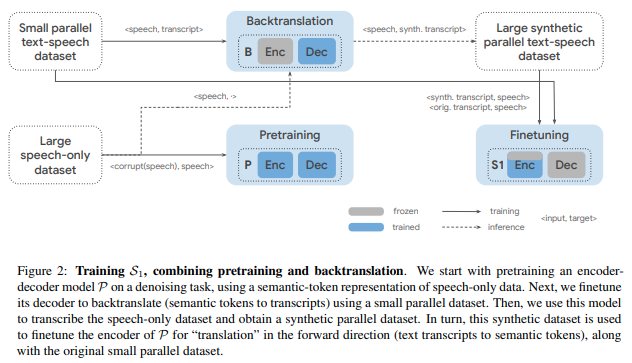 Small parallel
text-speech
dataset
<speech, transcript>
Backtranslation
B Enc Dec
<speech, synth. transcript>
Large synthetic
parallel text-speech
dataset
<speech, ->
<synth. transcript, speech>
<orig. transcript, speech>
Large
speech-only
dataset
<corrupt(speech), speech>
Pretraining
P Enc Dec
Finetuning
S1 Enc Dec
frozen
trained
training
inference
<input, target>
Figure 2: Training S₁, combining pretraining and backtranslation. We start with pretraining an encoder-
decoder model P on a denoising task, using a semantic-token representation of speech-only data. Next, we finetune
its decoder to backtranslate (semantic tokens to transcripts) using a small parallel dataset. Then, we use this model
to transcribe the speech-only dataset and obtain a synthetic parallel dataset. In turn, this synthetic dataset is used
to finetune the encoder of P for “translation” in the forward direction (text transcripts to semantic tokens), along
with the original small parallel dataset.